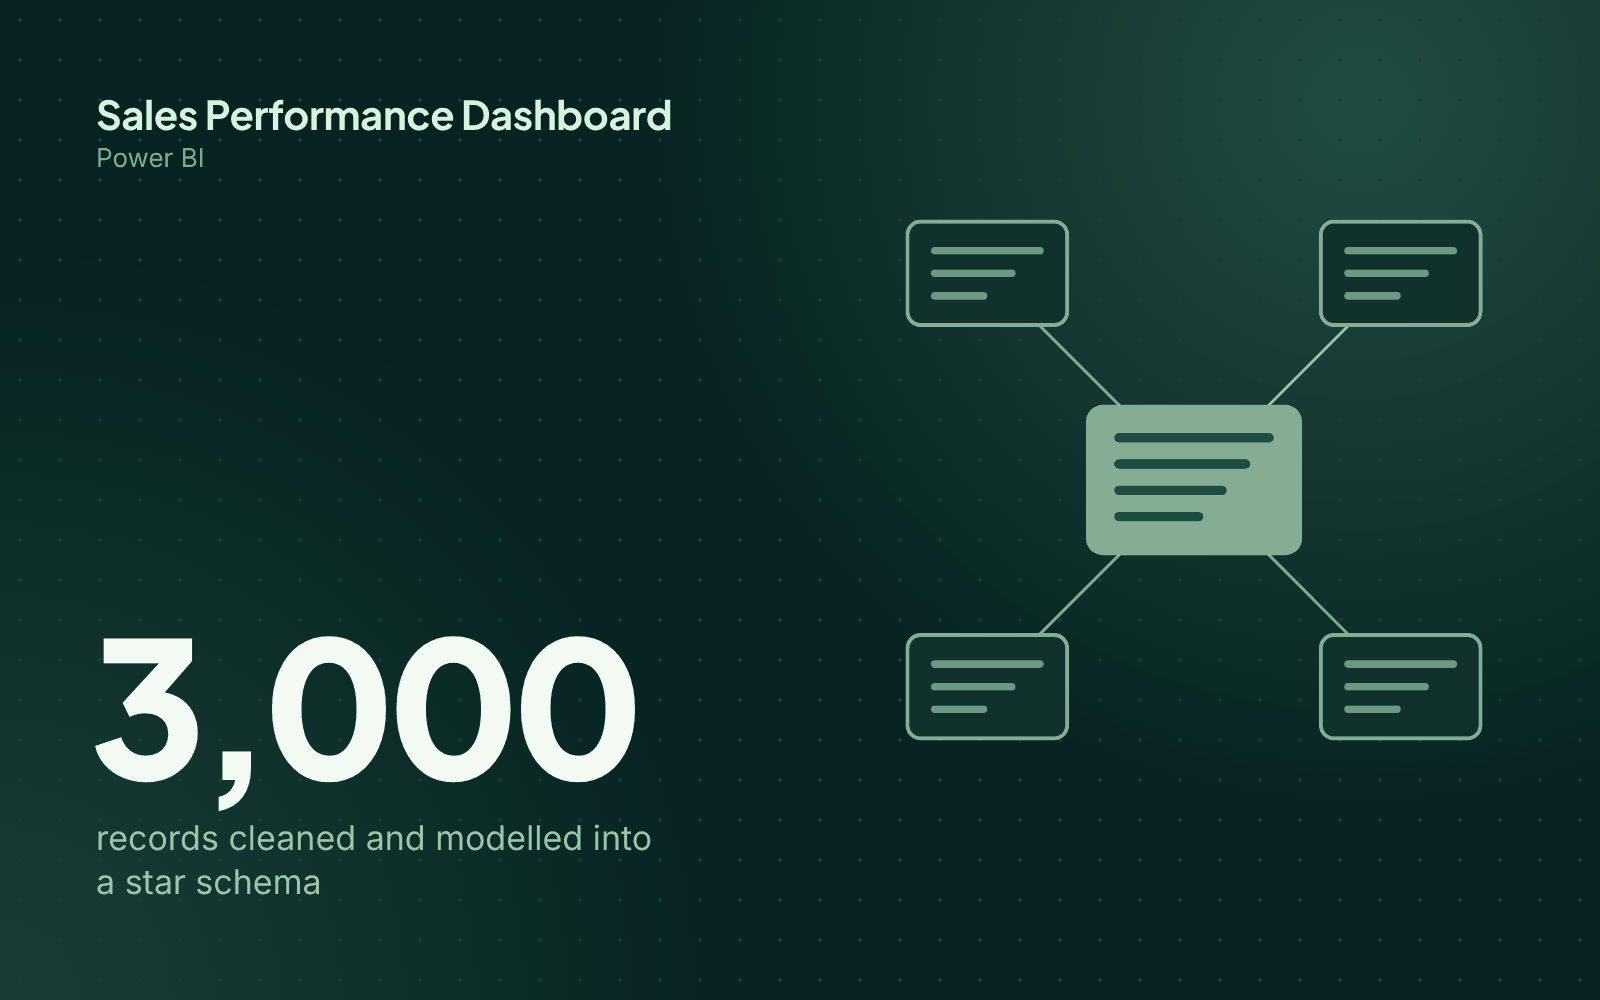 Sales Performance Dashboard
Power BI
3,000
records cleaned and modelled into
a star schema